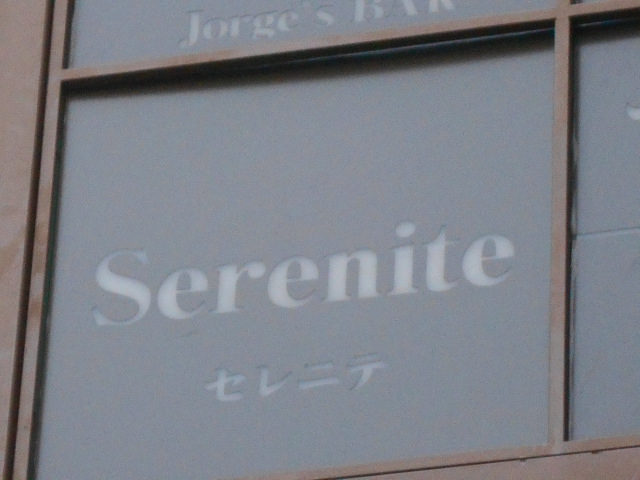 Jorge's BAR
Serenite
セレニテ